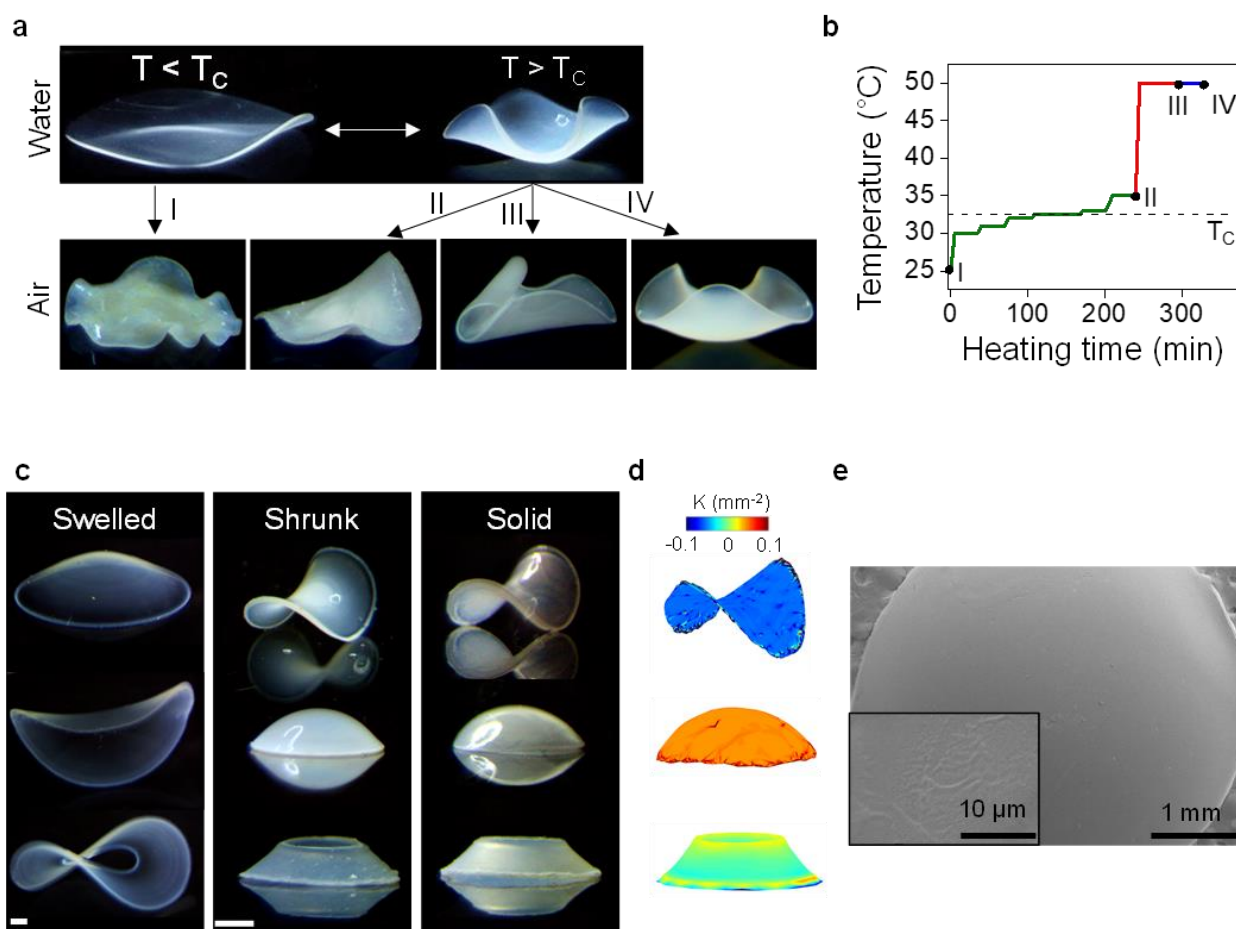 a
T < T_C
T > T_C
Water
I
II
III
IV
Air
b
Temperature (°C)
50
45
40
35
30
25
III
IV
II
T_C
I
0
100
200
300
Heating time (min)
c
Swelled
Shrunk
Solid
d
K (mm⁻²)
-0.1
0
0.1
e
10 µm
1 mm